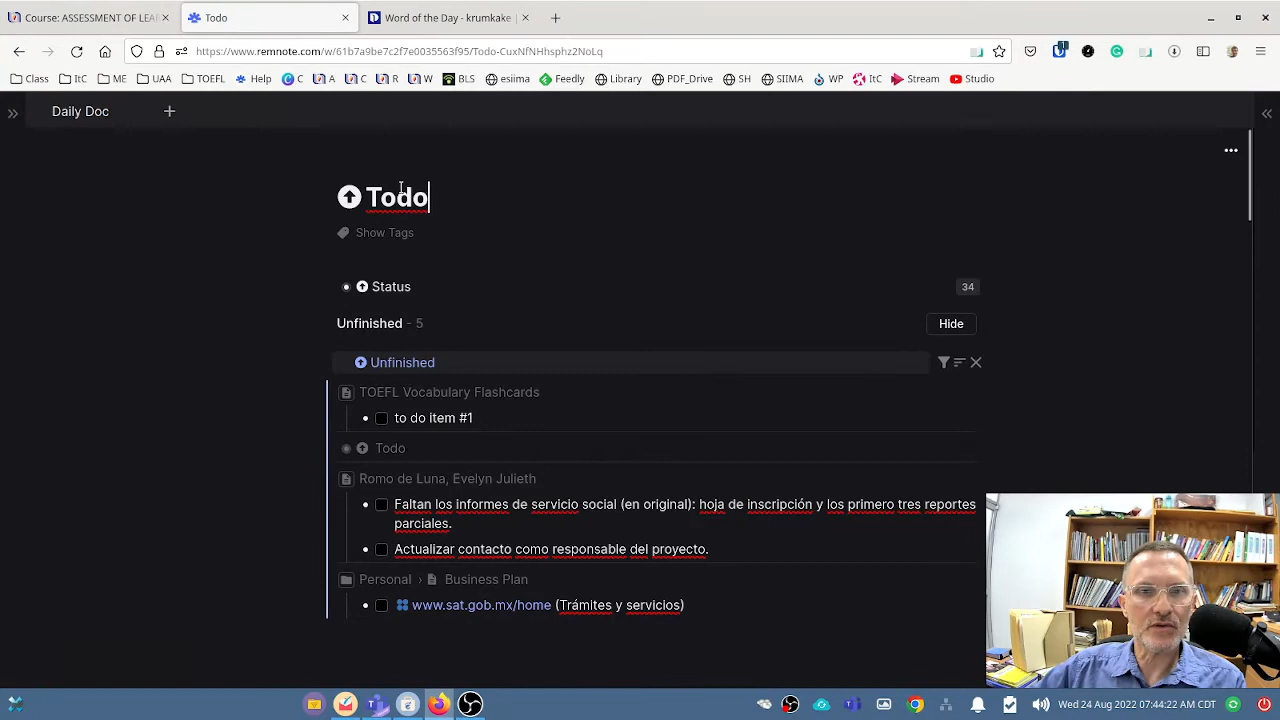 Course: ASSESSMENT OF LEA
Todo
Word of the Day - krumkake |
https://www.remnote.com/w/61b7a9be7c2f7e0035563f95/Todo-CuxNfNHhsphz2NoLq
Class
ItC
ME
UAA
TOEFL
Help
C
A
C
R
W
BLS
esiima
Feedly
Library
PDF_Drive
SH
SIIMA
WP
ItC
Stream
Studio
Daily Doc
Todo
Show Tags
Status
34
Unfinished - 5
Hide
Unfinished
TOEFL Vocabulary Flashcards
to do item #1
Todo
Romo de Luna, Evelyn Julieth
Faltan los informes de servicio social (en original): hoja de inscripción y los primero tres reportes
parciales.
Actualizar contacto como responsable del proyecto.
Personal › Business Plan
www.sat.gob.mx/home (Trámites y servicios)
Wed 24 Aug 2022 07:44:22 AM CDT